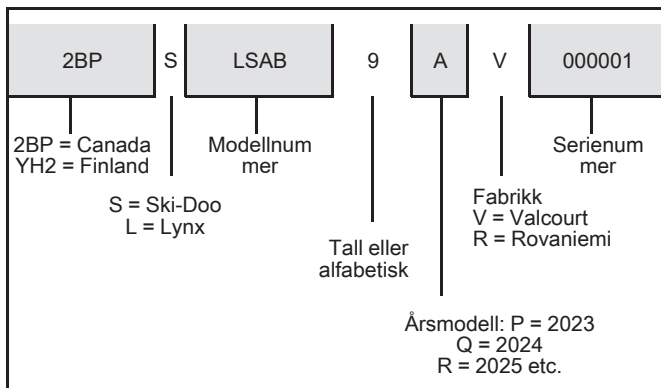 2BP S LSAB 9 A V 000001
2BP = Canada
YH2 = Finland
Modellnum
mer
Serienum
mer
S = Ski-Doo
L = Lynx
Fabrikk
V = Valcourt
R = Rovaniemi
Tall eller
alfabetisk
Årsmodell: P = 2023
Q = 2024
R = 2025 etc.